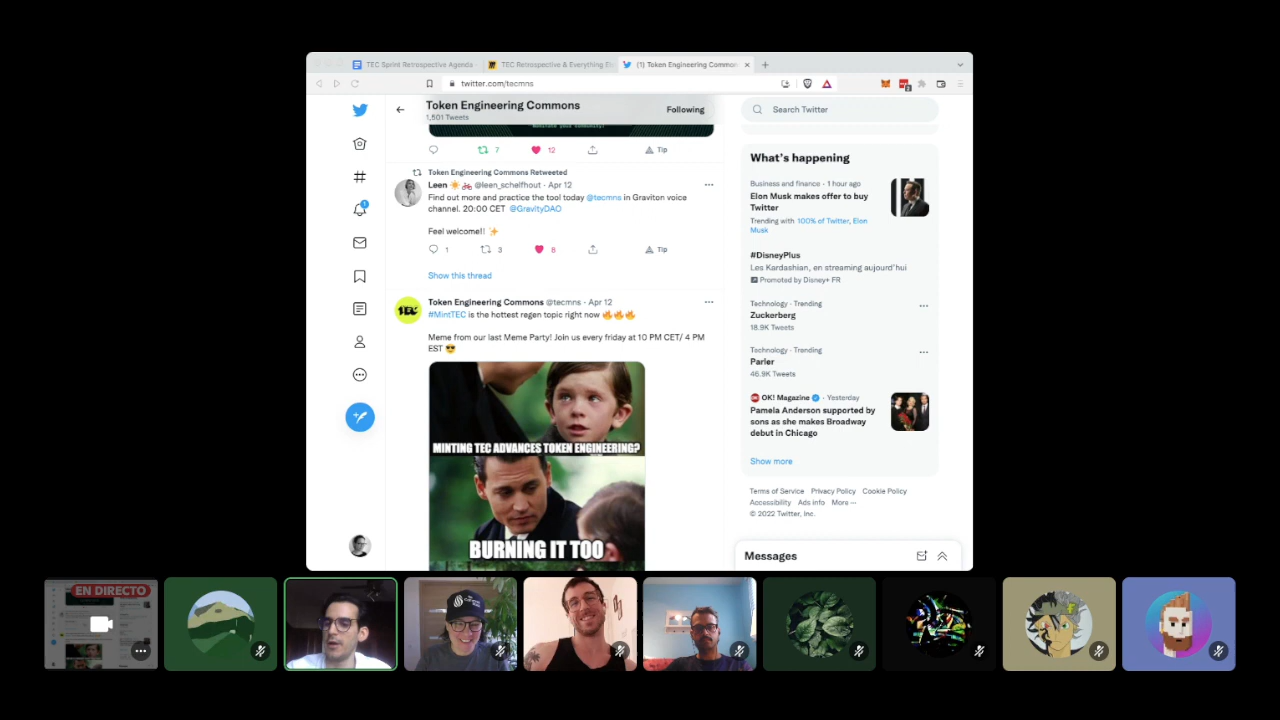 TEC Sprint Retrospective Agenda -
TEC Retrospective & Everything El
(1) Token Engineering Common
twitter.com/tecmns
Token Engineering Commons
1,501 Tweets
Following
Search Twitter
7
12
Tip
Token Engineering Commons Retweeted
Leen ☀️🚲 @leen_schelfhout · Apr 12
Find out more and practice the tool today @tecmns in Graviton voice
channel. 20:00 CET @GravityDAO
Feel welcome!! ✨
1
3
6
Tip
Show this thread
TEC
Token Engineering Commons @tecmns · Apr 12
#MintTEC is the hottest regen topic right now 🔥🔥🔥
Meme from our last Meme Party! Join us every friday at 10 PM CET/ 4 PM
EST 😎
MINTING TEC ADVANCES TOKEN ENGINEERING?
BURNING IT TOO
What's happening
Business and finance · 1 hour ago
Elon Musk makes offer to buy
Twitter
Trending with 100% of Twitter, Elon
Musk
#DisneyPlus
Les Kardashian, en streaming aujourd'hui
Promoted by Disney+ FR
Technology · Trending
Zuckerberg
18.9K Tweets
Technology · Trending
Parler
46.9K Tweets
OK! Magazine · Yesterday
Pamela Anderson supported by
sons as she makes Broadway
debut in Chicago
Show more
Terms of Service Privacy Policy Cookie Policy
Accessibility Ads info More ···
© 2022 Twitter, Inc.
Messages
EN DIRECTO